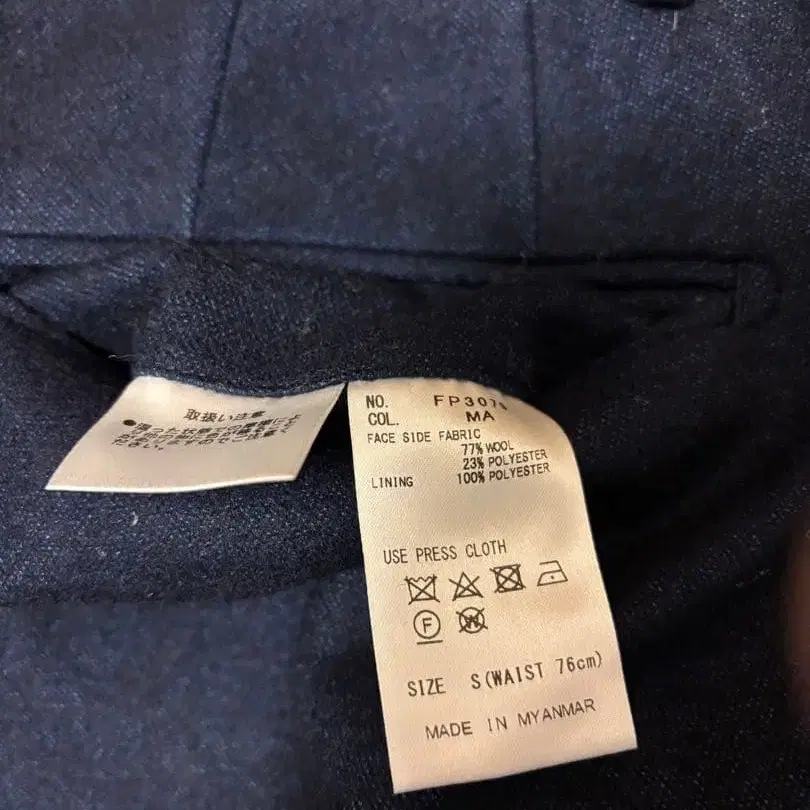 取扱い注意
NO. FP3075
COL. MA
FACE SIDE FABRIC
77% WOOL
23% POLYESTER
LINING 100% POLYESTER
USE PRESS CLOTH
F
W
SIZE S(WAIST 76cm)
MADE IN MYANMAR